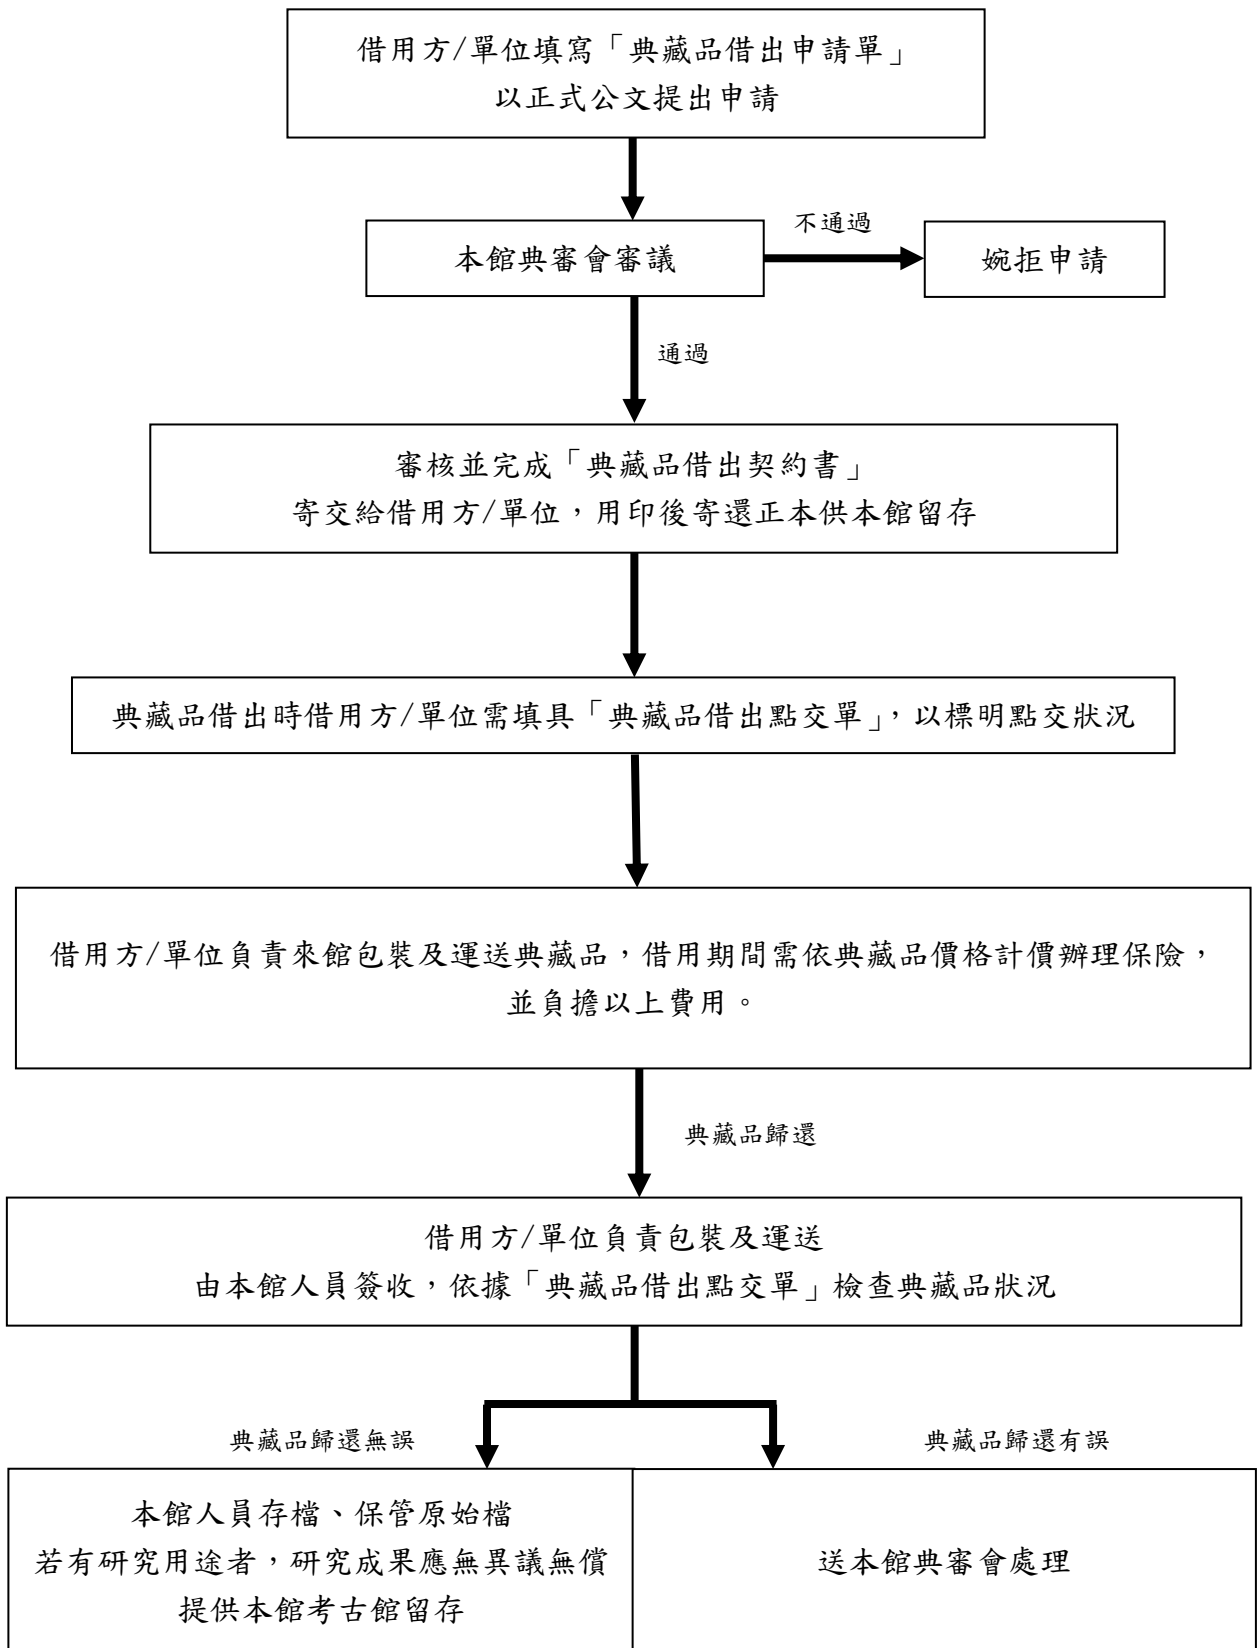 借用方/單位填寫「典藏品借出申請單」
以正式公文提出申請
本館典審會審議
不通過
婉拒申請
通過
審核並完成「典藏品借出契約書」
寄交給借用方/單位，用印後寄還正本供本館留存
典藏品借出時借用方/單位需填具「典藏品借出點交單」，以標明點交狀況
借用方/單位負責來館包裝及運送典藏品，借用期間需依典藏品價格計價辦理保險，
並負擔以上費用。
典藏品歸還
借用方/單位負責包裝及運送
由本館人員簽收，依據「典藏品借出點交單」檢查典藏品狀況
典藏品歸還無誤
典藏品歸還有誤
本館人員存檔、保管原始檔
若有研究用途者，研究成果應無異議無償
提供本館考古館留存
送本館典審會處理